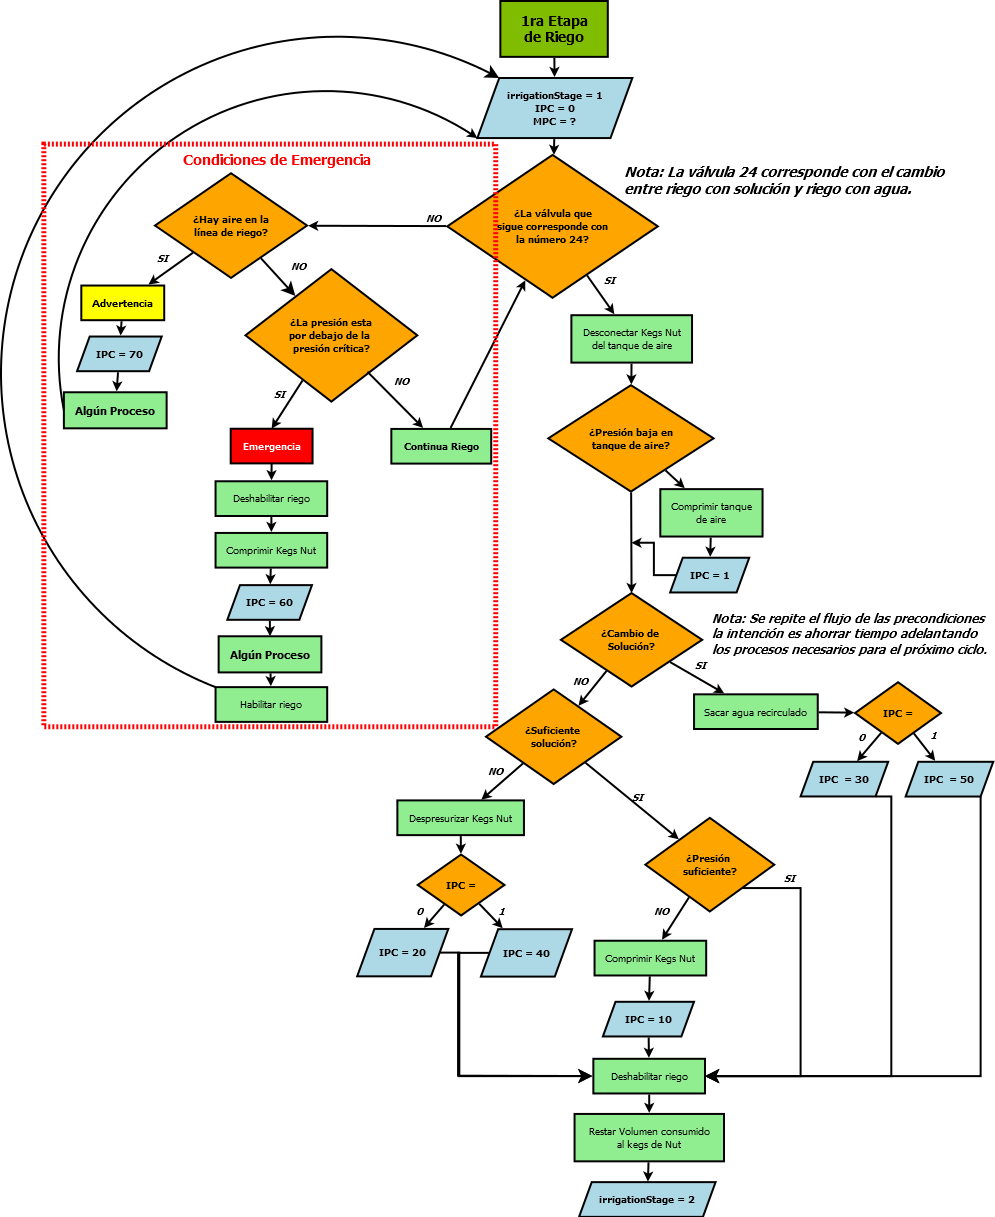 1ra Etapa
de Riego
irrigationStage = 1
IPC = 0
MPC = ?
Condiciones de Emergencia
Nota: La válvula 24 corresponde con el cambio
entre riego con solución y riego con agua.
¿La válvula que
sigue corresponde con
la número 24?
NO
SI
¿Hay aire en la
línea de riego?
SI
NO
Advertencia
IPC = 70
Algún Proceso
¿La presión esta
por debajo de la
presión crítica?
SI
NO
Emergencia
Continua Riego
Deshabilitar riego
Comprimir Kegs Nut
IPC = 60
Algún Proceso
Habilitar riego
Desconectar Kegs Nut
del tanque de aire
¿Presión baja en
tanque de aire?
Comprimir tanque
de aire
IPC = 1
¿Cambio de
Solución?
Nota: Se repite el flujo de las precondiciones
la intención es ahorrar tiempo adelantando
los procesos necesarios para el próximo ciclo.
NO
SI
Sacar agua recirculado
IPC =
0
1
IPC = 30
IPC = 50
¿Suficiente
solución?
NO
SI
Despresurizar Kegs Nut
IPC =
0
1
IPC = 20
IPC = 40
¿Presión
suficiente?
SI
NO
Comprimir Kegs Nut
IPC = 10
Deshabilitar riego
Restar Volumen consumido
al kegs de Nut
irrigationStage = 2